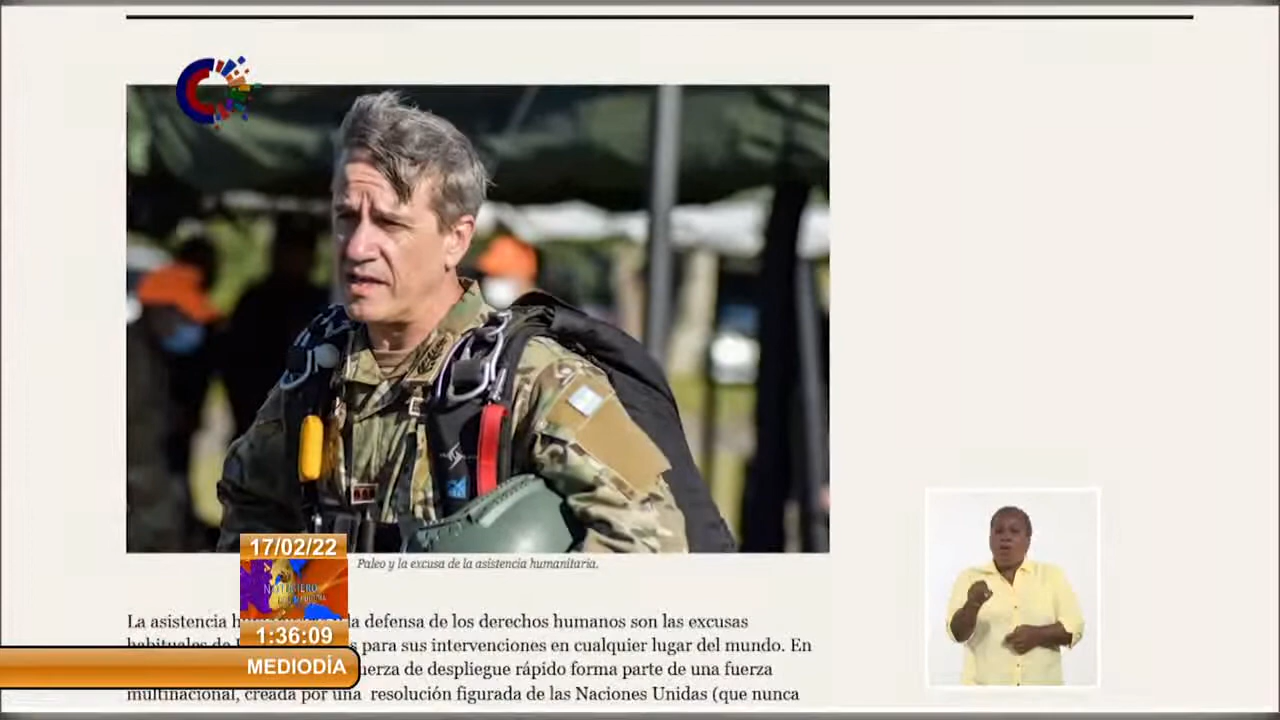 17/02/22
Paleo y la excusa de la asistencia humanitaria.
NOTICIERO
La asistencia la defensa de los derechos humanos son las excusas
1:36:09
habituales de para sus intervenciones en cualquier lugar del mundo. En
MEDIODÍA
fuerza de despliegue rápido forma parte de una fuerza
multinacional, creada por una resolución figurada de las Naciones Unidas (que nunca